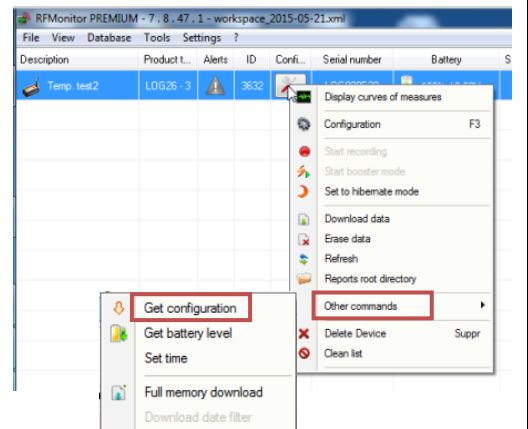 RFMonitor PREMIUM - 7 . 8 . 47 . 1 - workspace_2015-05-21.xml
File View Database Tools Settings ?
Description Product t... Alerts ID Confi... Serial number Battery S
Temp. test2 LOG26 - 3 3632
Display curves of measures
Configuration F3
Start recording
Start booster mode
Set to hibernate mode
Download data
Erase data
Refresh
Reports root directory
Other commands
Delete Device Suppr
Clean list
Get configuration
Get battery level
Set time
Full memory download
Download date filter